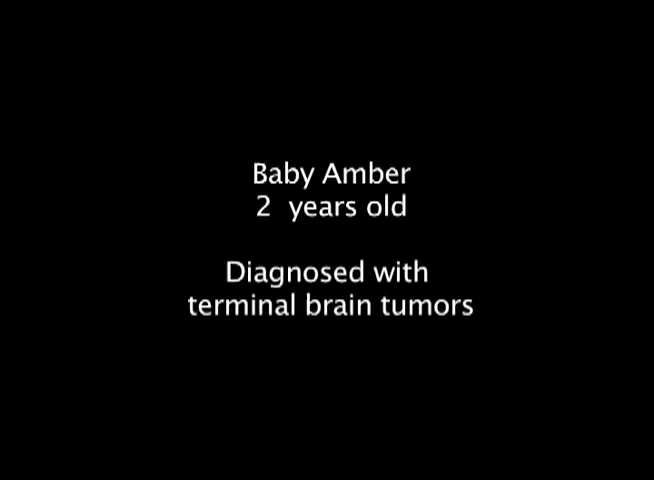 Baby Amber
2 years old
Diagnosed with
terminal brain tumors